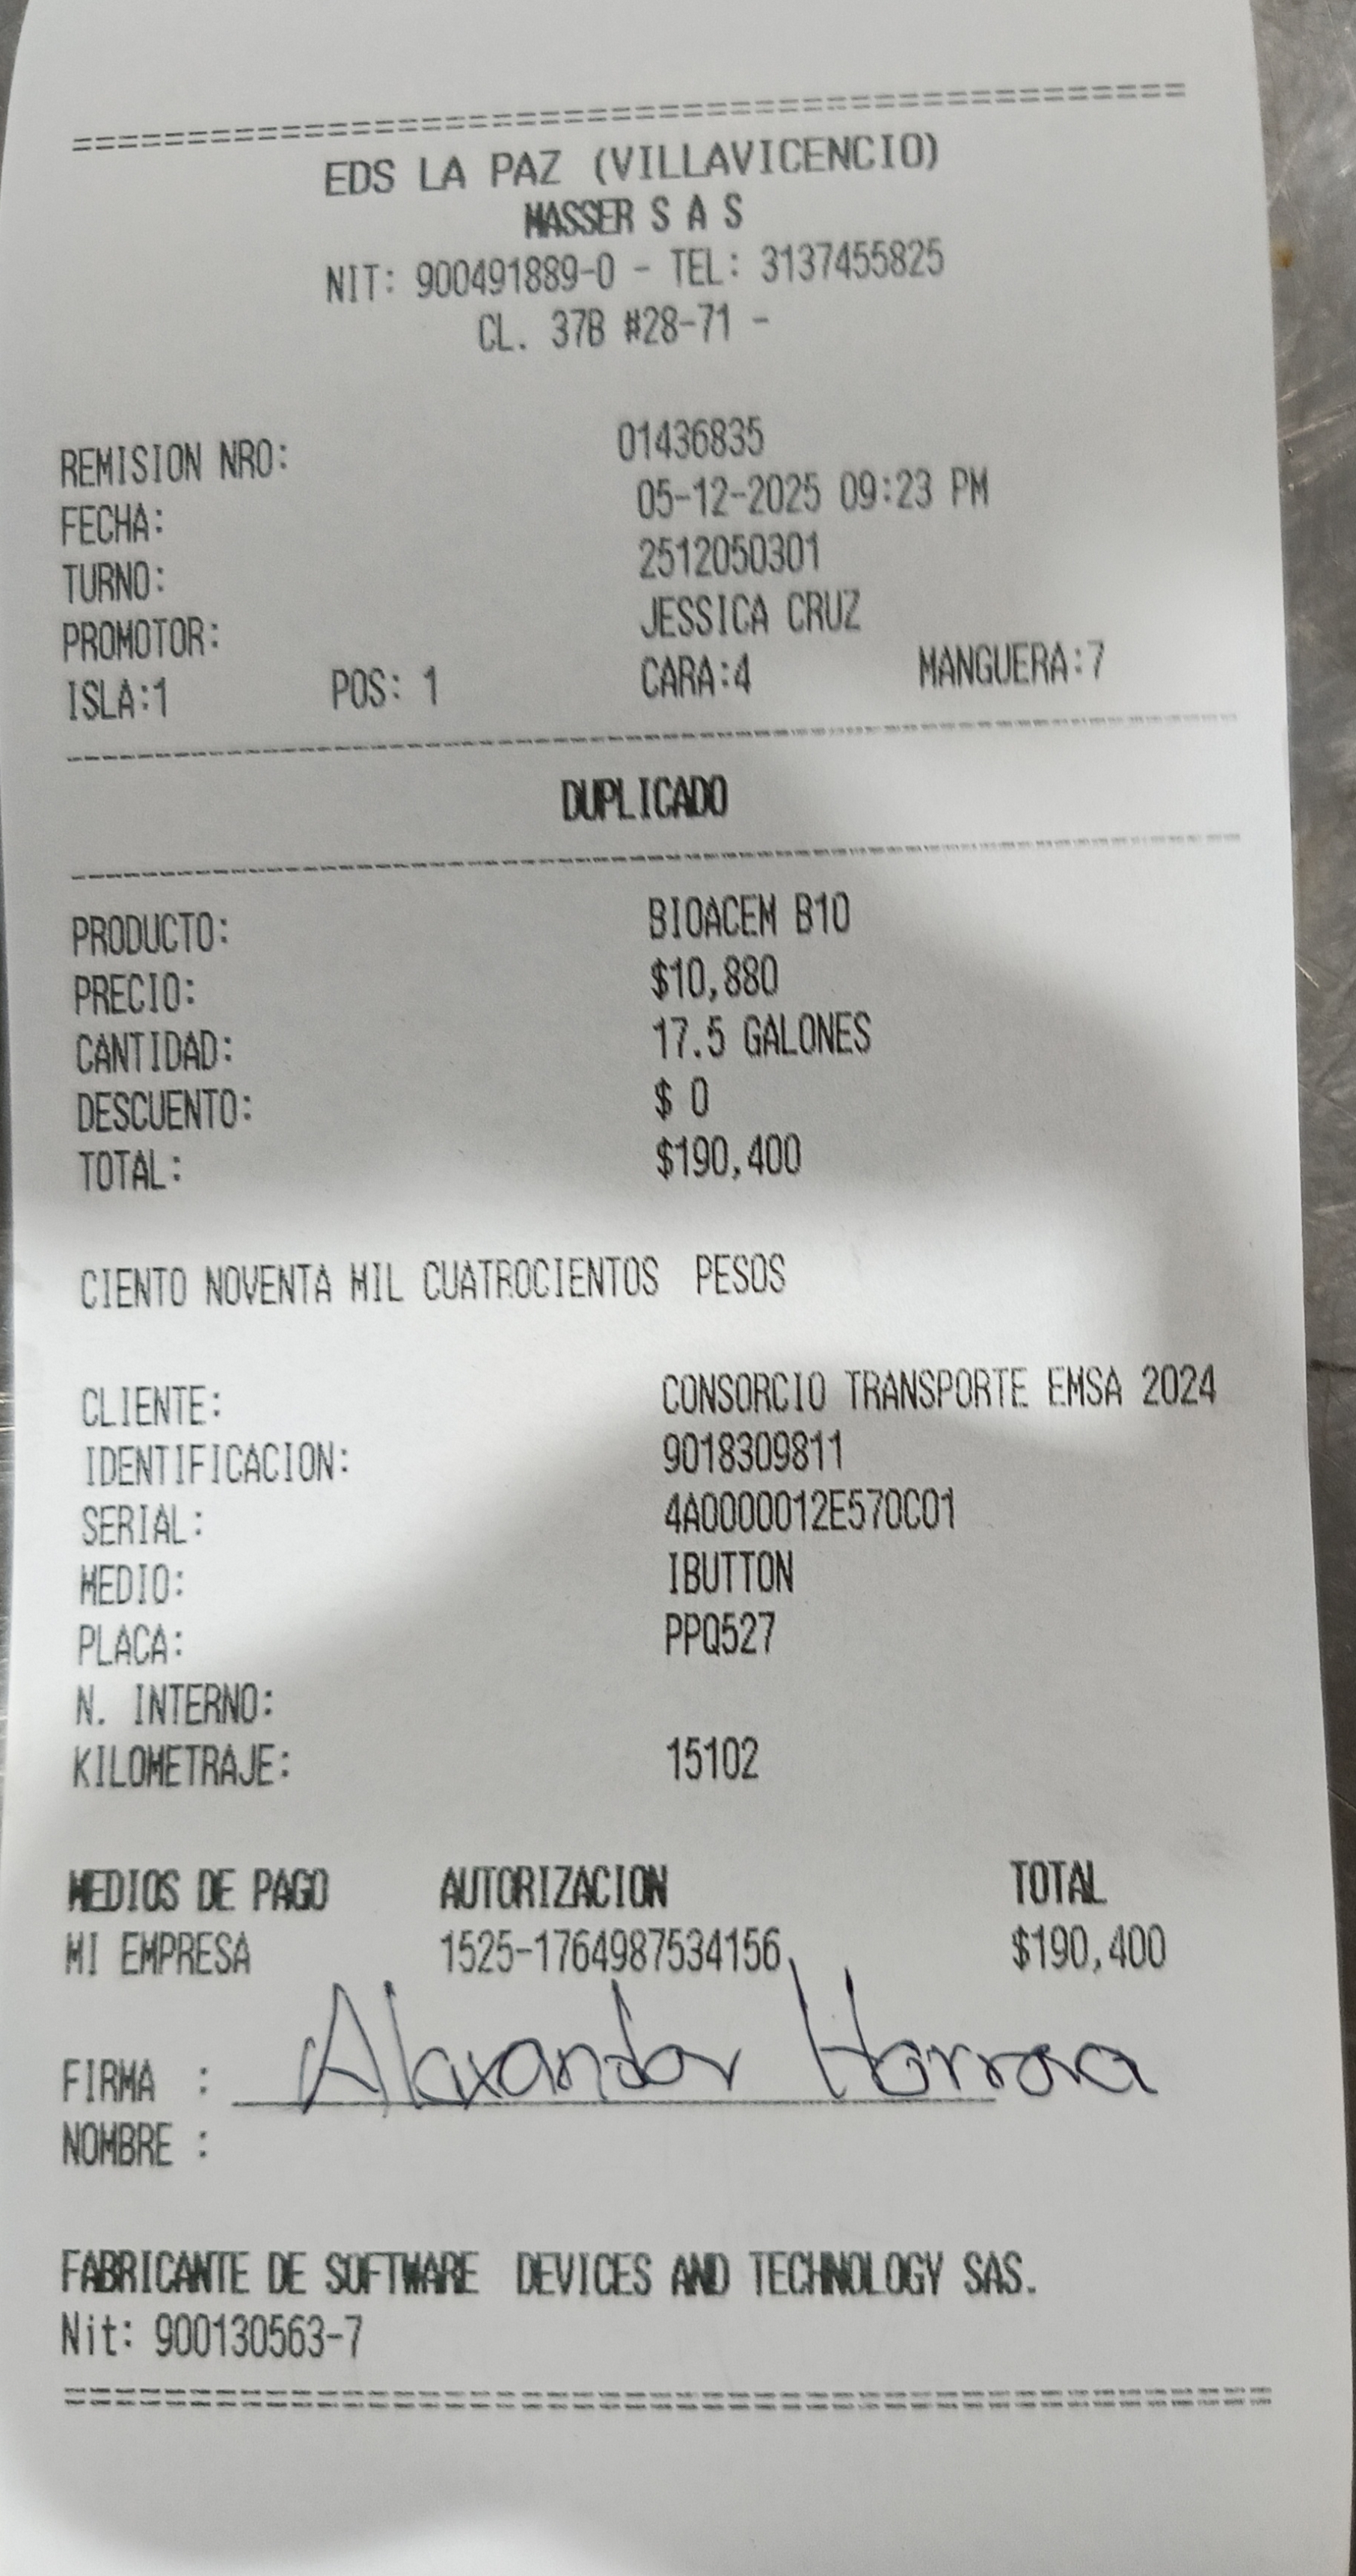 ================================================
EDS LA PAZ (VILLAVICENCIO)
MASSER S A S
NIT: 900491889-0 - TEL: 3137455825
CL. 37B #28-71 -
REMISION NRO: 01436835
FECHA: 05-12-2025 09:23 PM
TURNO: 2512050301
PROMOTOR: JESSICA CRUZ
ISLA:1 POS: 1 CARA:4 MANGUERA:7
DUPLICADO
PRODUCTO: BIOACEM B10
PRECIO: $10,880
CANTIDAD: 17.5 GALONES
DESCUENTO: $ 0
TOTAL: $190,400
CIENTO NOVENTA MIL CUATROCIENTOS PESOS
CLIENTE: CONSORCIO TRANSPORTE EMSA 2024
IDENTIFICACION: 9018309811
SERIAL: 4A0000012E570C01
MEDIO: IBUTTON
PLACA: PPQ527
N. INTERNO:
KILOMETRAJE: 15102
MEDIOS DE PAGO AUTORIZACION TOTAL
MI EMPRESA 1525-1764987534156 $190,400
FIRMA : Alexander Herrera
NOMBRE :
FABRICANTE DE SOFTWARE DEVICES AND TECHNOLOGY SAS.
Nit: 900130563-7
================================================